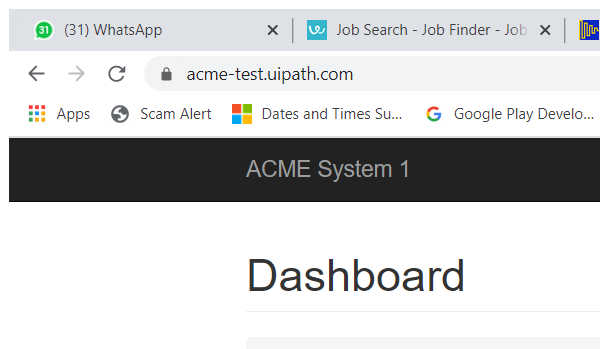 31 (31) WhatsApp Job Search - Job Finder - Job
acme-test.uipath.com
Apps Scam Alert Dates and Times Su... Google Play Develo...
ACME System 1
Dashboard